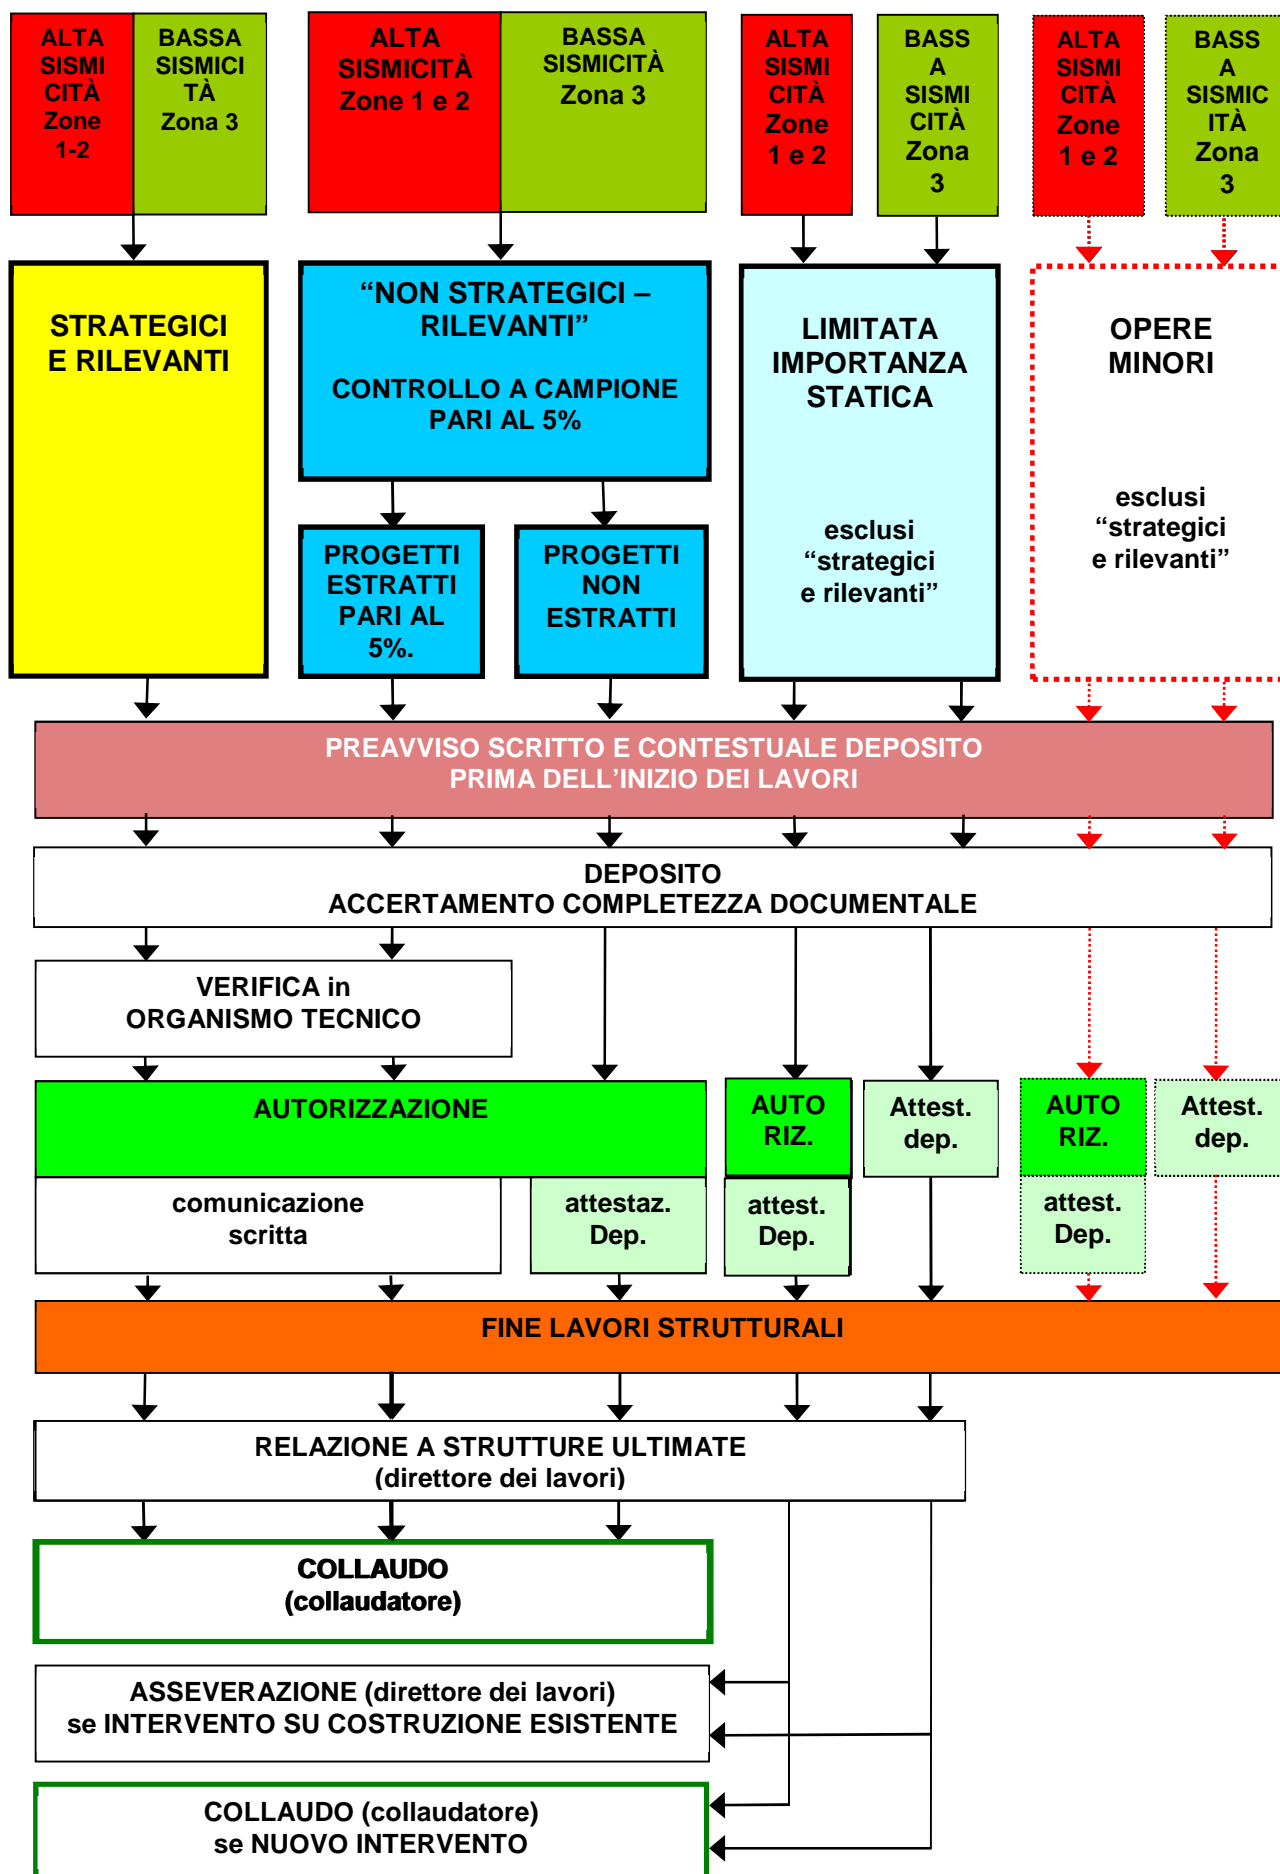 ALTA
SISMI
CITÀ
Zone
1-2
BASSA
SISMICI
TÀ
Zona 3
ALTA
SISMICITÀ
Zone 1 e 2
BASSA
SISMICITÀ
Zona 3
ALTA
SISMI
CITÀ
Zone
1 e 2
BASS
A
SISMI
CITÀ
Zona
3
ALTA
SISMI
CITÀ
Zone
1 e 2
BASS
A
SISMIC
ITÀ
Zona
3
STRATEGICI
E RILEVANTI
“NON STRATEGICI –
RILEVANTI”
CONTROLLO A CAMPIONE
PARI AL 5%
PROGETTI
ESTRATTI
PARI AL
5%.
PROGETTI
NON
ESTRATTI
LIMITATA
IMPORTANZA
STATICA
esclusi
“strategici
e rilevanti”
OPERE
MINORI
esclusi
“strategici
e rilevanti”
PREAVVISO SCRITTO E CONTESTUALE DEPOSITO
PRIMA DELL’INIZIO DEI LAVORI
DEPOSITO
ACCERTAMENTO COMPLETEZZA DOCUMENTALE
VERIFICA in
ORGANISMO TECNICO
AUTORIZZAZIONE
comunicazione
scritta
attestaz.
Dep.
AUTO
RIZ.
attest.
Dep.
Attest.
dep.
AUTO
RIZ.
attest.
Dep.
Attest.
dep.
FINE LAVORI STRUTTURALI
RELAZIONE A STRUTTURE ULTIMATE
(direttore dei lavori)
COLLAUDO
(collaudatore)
ASSEVERAZIONE (direttore dei lavori)
se INTERVENTO SU COSTRUZIONE ESISTENTE
COLLAUDO (collaudatore)
se NUOVO INTERVENTO